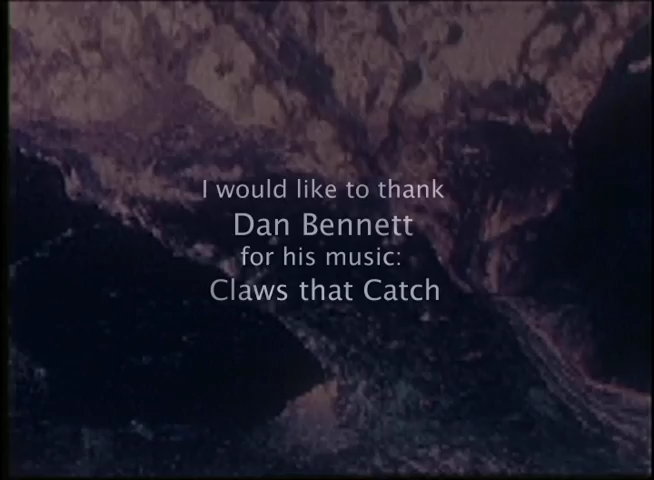 I would like to thank
Dan Bennett
for his music:
Claws that Catch